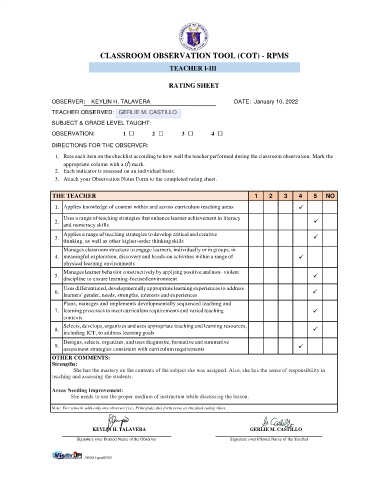 CLASSROOM OBSERVATION TOOL (COT) - RPMS
TEACHER I-III
RATING SHEET
OBSERVER: KEYLIN H. TALAVERA DATE: January 10, 2022
TEACHER OBSERVED: GERLIE M. CASTILLO
SUBJECT & GRADE LEVEL TAUGHT:
OBSERVATION: 1 ☐ 2 ☐ 3 ☐ 4 ☐
DIRECTIONS FOR THE OBSERVER:
1. Rate each item on the checklist according to how well the teacher performed during the classroom observation. Mark the
appropriate column with a (√) mark.
2. Each indicator is assessed on an individual basis.
3. Attach your Observation Notes Form to the completed rating sheet.
THE TEACHER 1 2 3 4 5 NO
1. Applies knowledge of content within and across curriculum teaching areas ✓
2. Uses a range of teaching strategies that enhance learner achievement in literacy
and numeracy skills ✓
3. Applies a range of teaching strategies to develop critical and creative
thinking, as well as other higher-order thinking skills ✓
4. Manages classroom structure to engage learners, individually or in groups, in
meaningful exploration, discovery and hands-on activities within a range of
physical learning environments ✓
5. Manages learner behavior constructively by applying positive and non- violent
discipline to ensure learning-focused environment ✓
6. Uses differentiated, developmentally appropriate learning experiences to address
learners' gender, needs, strengths, interests and experiences ✓
7. Plans, manages and implements developmentally sequenced teaching and
learning processes to meet curriculum requirements and varied teaching
contexts ✓
8. Selects, develops, organizes and uses appropriate teaching and learning resources,
including ICT, to address learning goals ✓
9. Designs, selects, organizes, and uses diagnostic, formative and summative
assessment strategies consistent with curriculum requirements ✓
OTHER COMMENTS:
Strengths:
She has the mastery on the contents of the subject she was assigned. Also, she has the sense of responsibility in
teaching and assessing the students.
Areas Needing Improvement:
She needs to use the proper medium of instruction while discussing the lesson.
Note: For schools with only one observer (i.e., Principal), this form serve as the final rating sheet.
KEYLIN H. TALAVERA GERLIE M. CASTILLO
Signature over Printed Name of the Observer Signature over Printed Name of the Teacher